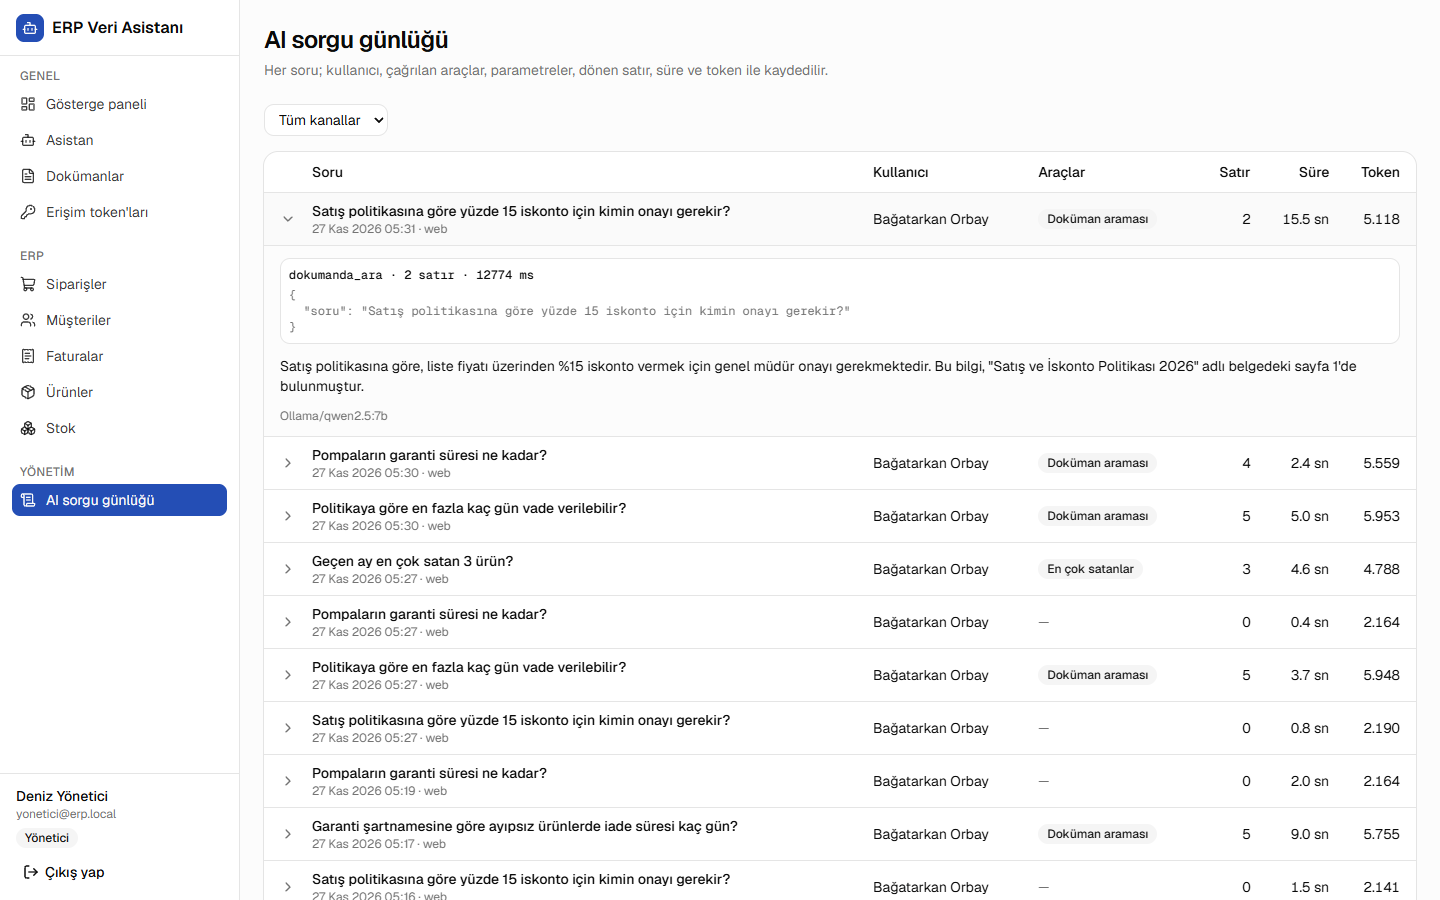 ERP Veri Asistanı
GENEL
Gösterge paneli
Asistan
Dokümanlar
Erişim token'ları
ERP
Siparişler
Müşteriler
Faturalar
Ürünler
Stok
YÖNETİM
AI sorgu günlüğü
Deniz Yönetici
yonetici@erp.local
Yönetici
Çıkış yap
AI sorgu günlüğü
Her soru; kullanıcı, çağrılan araçlar, parametreler, dönen satır, süre ve token ile kaydedilir.
Tüm kanallar
Soru Kullanıcı Araçlar Satır Süre Token
Satış politikasına göre yüzde 15 iskonto için kimin onayı gerekir?
27 Kas 2026 05:31 · web
Bağatarkan Orbay Doküman araması 2 15.5 sn 5.118
dokumanda_ara · 2 satır · 12774 ms
{
"soru": "Satış politikasına göre yüzde 15 iskonto için kimin onayı gerekir?"
}
Satış politikasına göre, liste fiyatı üzerinden %15 iskonto vermek için genel müdür onayı gerekmektedir. Bu bilgi, "Satış ve İskonto Politikası 2026" adlı belgedeki sayfa 1'de
bulunmuştur.
Ollama/qwen2.5:7b
Pompaların garanti süresi ne kadar?
27 Kas 2026 05:30 · web
Bağatarkan Orbay Doküman araması 4 2.4 sn 5.559
Politikaya göre en fazla kaç gün vade verilebilir?
27 Kas 2026 05:30 · web
Bağatarkan Orbay Doküman araması 5 5.0 sn 5.953
Geçen ay en çok satan 3 ürün?
27 Kas 2026 05:27 · web
Bağatarkan Orbay En çok satanlar 3 4.6 sn 4.788
Pompaların garanti süresi ne kadar?
27 Kas 2026 05:27 · web
Bağatarkan Orbay — 0 0.4 sn 2.164
Politikaya göre en fazla kaç gün vade verilebilir?
27 Kas 2026 05:27 · web
Bağatarkan Orbay Doküman araması 5 3.7 sn 5.948
Satış politikasına göre yüzde 15 iskonto için kimin onayı gerekir?
27 Kas 2026 05:27 · web
Bağatarkan Orbay — 0 0.8 sn 2.190
Pompaların garanti süresi ne kadar?
27 Kas 2026 05:19 · web
Bağatarkan Orbay — 0 2.0 sn 2.164
Garanti şartnamesine göre ayıpsız ürünlerde iade süresi kaç gün?
27 Kas 2026 05:17 · web
Bağatarkan Orbay Doküman araması 5 9.0 sn 5.755
Satış politikasına göre yüzde 15 iskonto için kimin onayı gerekir?
27 Kas 2026 05:16 · web
Bağatarkan Orbay — 0 1.5 sn 2.141